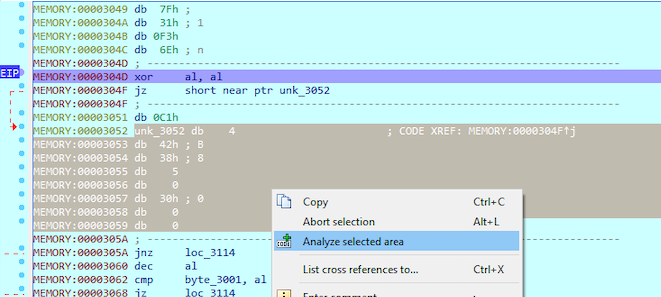 MEMORY:00003049 db 7Fh ;
MEMORY:0000304A db 31h ; 1
MEMORY:0000304B db 0F3h
MEMORY:0000304C db 6Eh ; n
MEMORY:0000304D ; ---------------------------------------------------------------------------
EIP MEMORY:0000304D xor al, al
MEMORY:0000304F jz short near ptr unk_3052
MEMORY:0000304F ; ---------------------------------------------------------------------------
MEMORY:00003051 db 0C1h
MEMORY:00003052 unk_3052 db 4 ; CODE XREF: MEMORY:0000304F↑j
MEMORY:00003053 db 42h ; B
MEMORY:00003054 db 38h ; 8
MEMORY:00003055 db 5
MEMORY:00003056 db 0
MEMORY:00003057 db 30h ; 0
MEMORY:00003058 db 0
MEMORY:00003059 db 0
MEMORY:0000305A ; ---------------------------------------------------------------------------
MEMORY:0000305A jnz loc_3114
MEMORY:00003060 dec al
MEMORY:00003062 cmp byte_3001, al
MEMORY:00003068 jz loc_3114
Copy Ctrl+C
Abort selection Alt+L
Analyze selected area
List cross references to... Ctrl+X
Enter comment